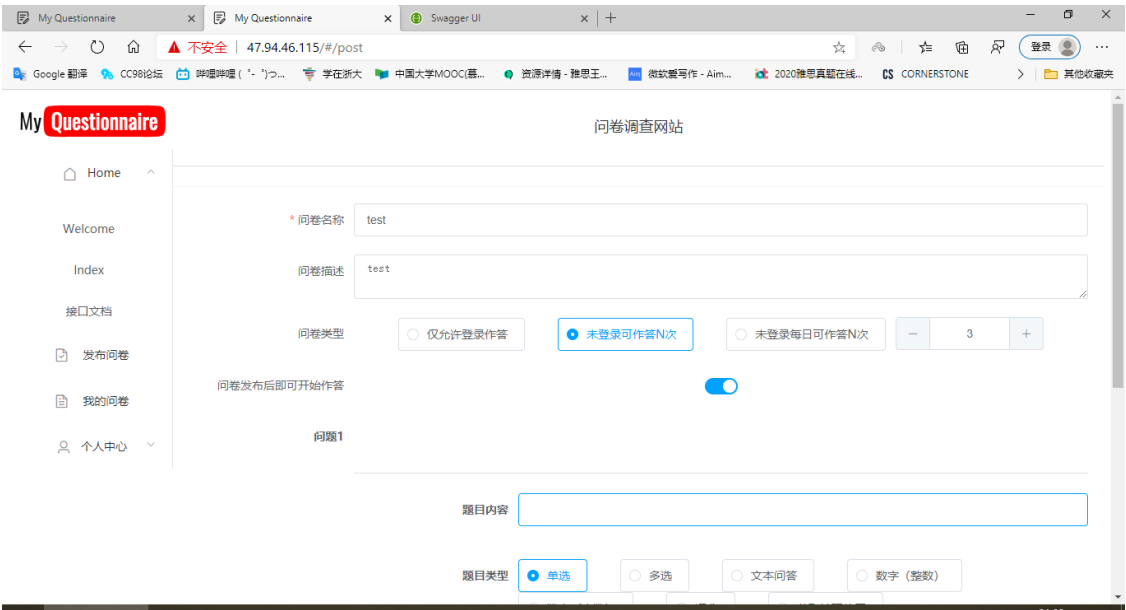 My Questionnaire
My Questionnaire
Swagger UI
不安全
47.94.46.115/#/post
登录
Google 翻译
CC98论坛
哔哩哔哩 ( ゜- ゜)つ...
学在浙大
中国大学MOOC(慕...
资源详情 - 雅思王...
微软爱写作 - Aim...
2020雅思真题在线...
CS CORNERSTONE
其他收藏夹
My Questionnaire
问卷调查网站
Home
Welcome
Index
接口文档
发布问卷
我的问卷
个人中心
* 问卷名称
test
问卷描述
test
问卷类型
仅允许登录作答
未登录可作答N次
未登录每日可作答N次
− 3 +
问卷发布后即可开始作答
问题1
题目内容
题目类型
单选
多选
文本问答
数字（整数）